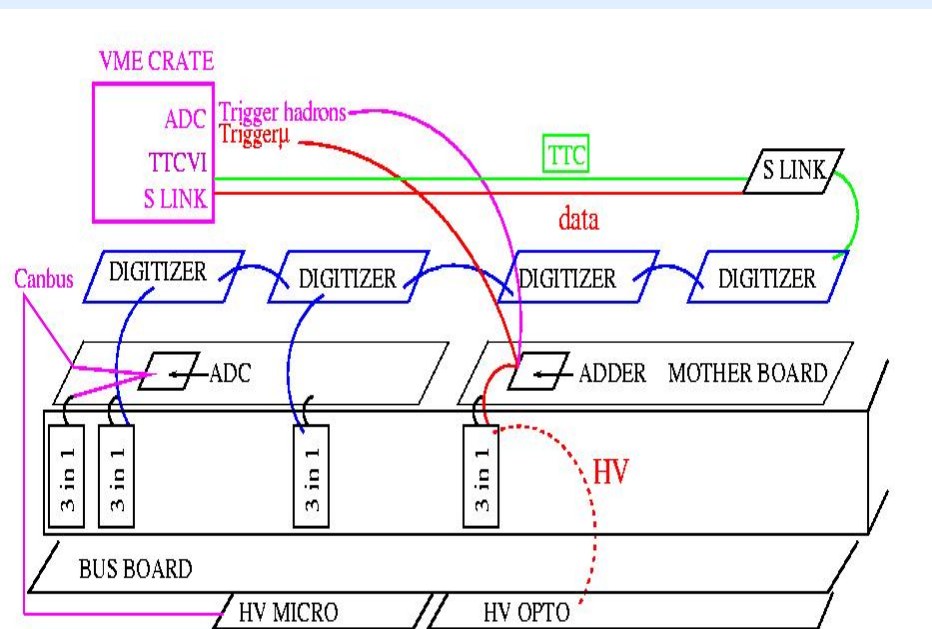 VME CRATE
ADC
Trigger hadrons
Triggerμ
TTCVI
S LINK
TTC
S LINK
data
Canbus
DIGITIZER
DIGITIZER
DIGITIZER
DIGITIZER
ADC
ADDER
MOTHER BOARD
3 in 1
3 in 1
3 in 1
3 in 1
HV
BUS BOARD
HV MICRO
HV OPTO